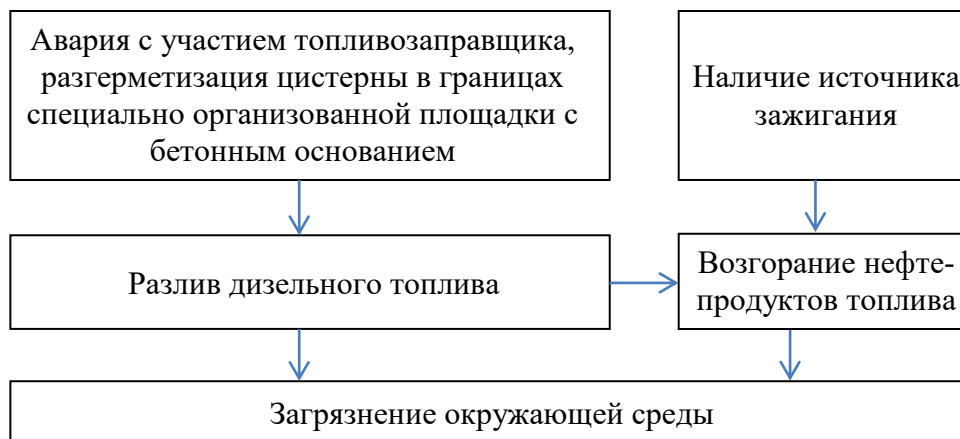 Авария с участием топливозаправщика,
разгерметизация цистерны в границах
специально организованной площадки с
бетонным основанием
Наличие источника
зажигания
Разлив дизельного топлива
Возгорание нефте-
продуктов топлива
Загрязнение окружающей среды